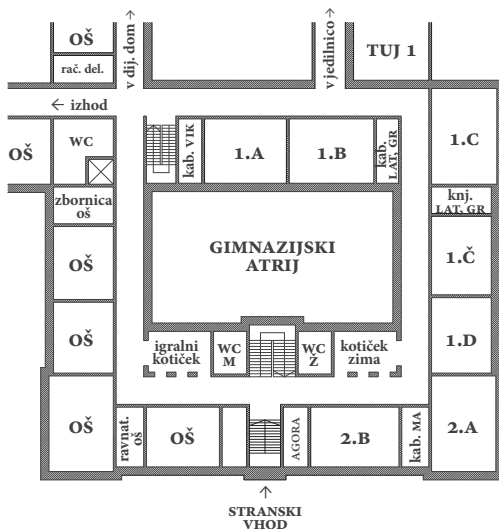 OŠ
rač. del.
v dij. dom →
v jedilnico →
TUJ 1
← izhod
OŠ
WC
kab. VIK
1.A
1.B
kab.
LAT, GR
1.C
zbornica
oš
knj.
LAT, GR
OŠ
GIMNAZIJSKI
ATRIJ
1.Č
OŠ
igralni
kotiček
WC
M
WC
Ž
kotiček
zima
1.D
OŠ
ravnat.
oš
OŠ
AGORA
2.B
kab. MA
2.A
→
STRANSKI
VHOD